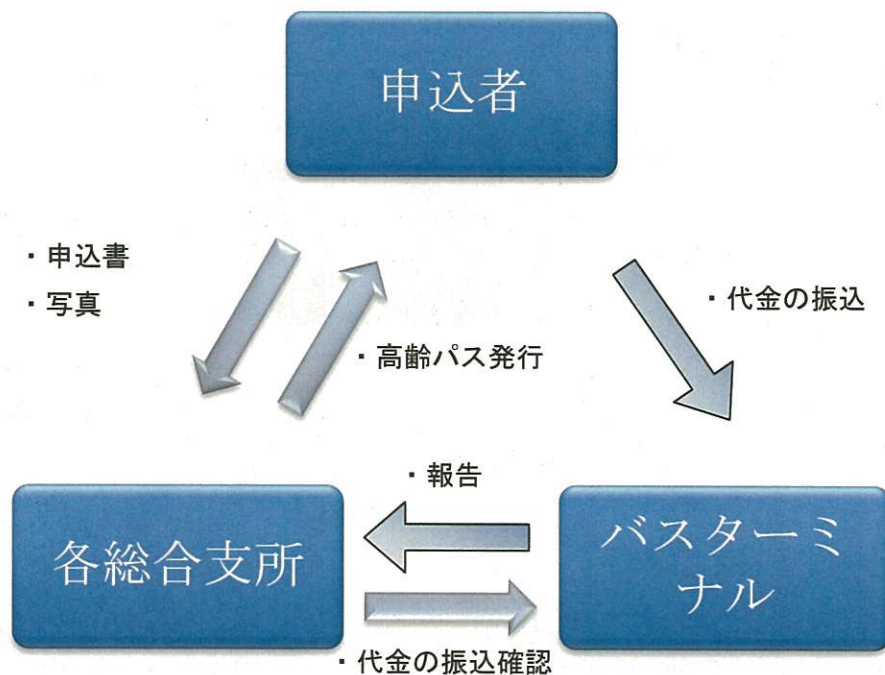 申込者
・申込書
・写真
・代金の振込
・高齢パス発行
・報告
各総合支所
バスターミ
ナル
・代金の振込確認